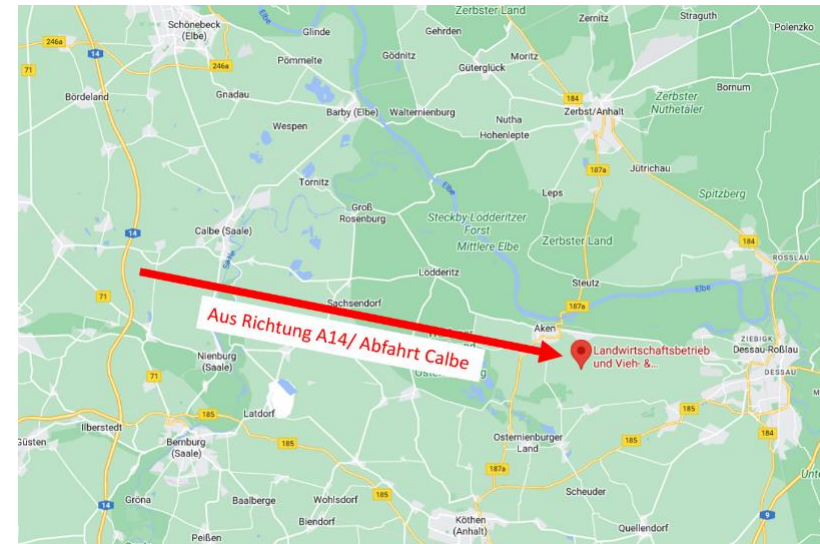 Zerbster Land
Zernitz
Straguth
Polenzko
Schönebeck
(Elbe)
Elbe
Glinde
Gehrden
246a
14
Pömmelte
Gödnitz
Moritz
Güterglück
71
246a
Bördeland
Gnadau
Bornum
184
Zerbster
Nuthetäler
Barby (Elbe)
Walternienburg
Zerbst/Anhalt
Wespen
Nutha
Hohenlepte
187a
Jütrichau
Tornitz
Leps
Spitzberg
Groß
Rosenburg
Steckby-Lödderitzer
Forst
Mittlere Elbe
14
Calbe (Saale)
Saale
Zerbster Land
184
ROSSLAU
Lödderitz
Steutz
Elbe
71
Sachsendorf
187a
Aken
Aus Richtung A14/ Abfahrt Calbe
ZIEBIGK
Landwirtschaftsbetrieb
und Vieh- &...
Dessau-Roßlau
DESSAU
Nienburg
(Saale)
71
185
Latdorf
185
Ilberstedt
Güsten
Bernburg
(Saale)
185
Osternienburger
Land
185
184
187a
14
Gröna
Baalberge
Wohlsdorf
185
Scheuder
Biendorf
Köthen
(Anhalt)
9
Quellendorf
Peißen